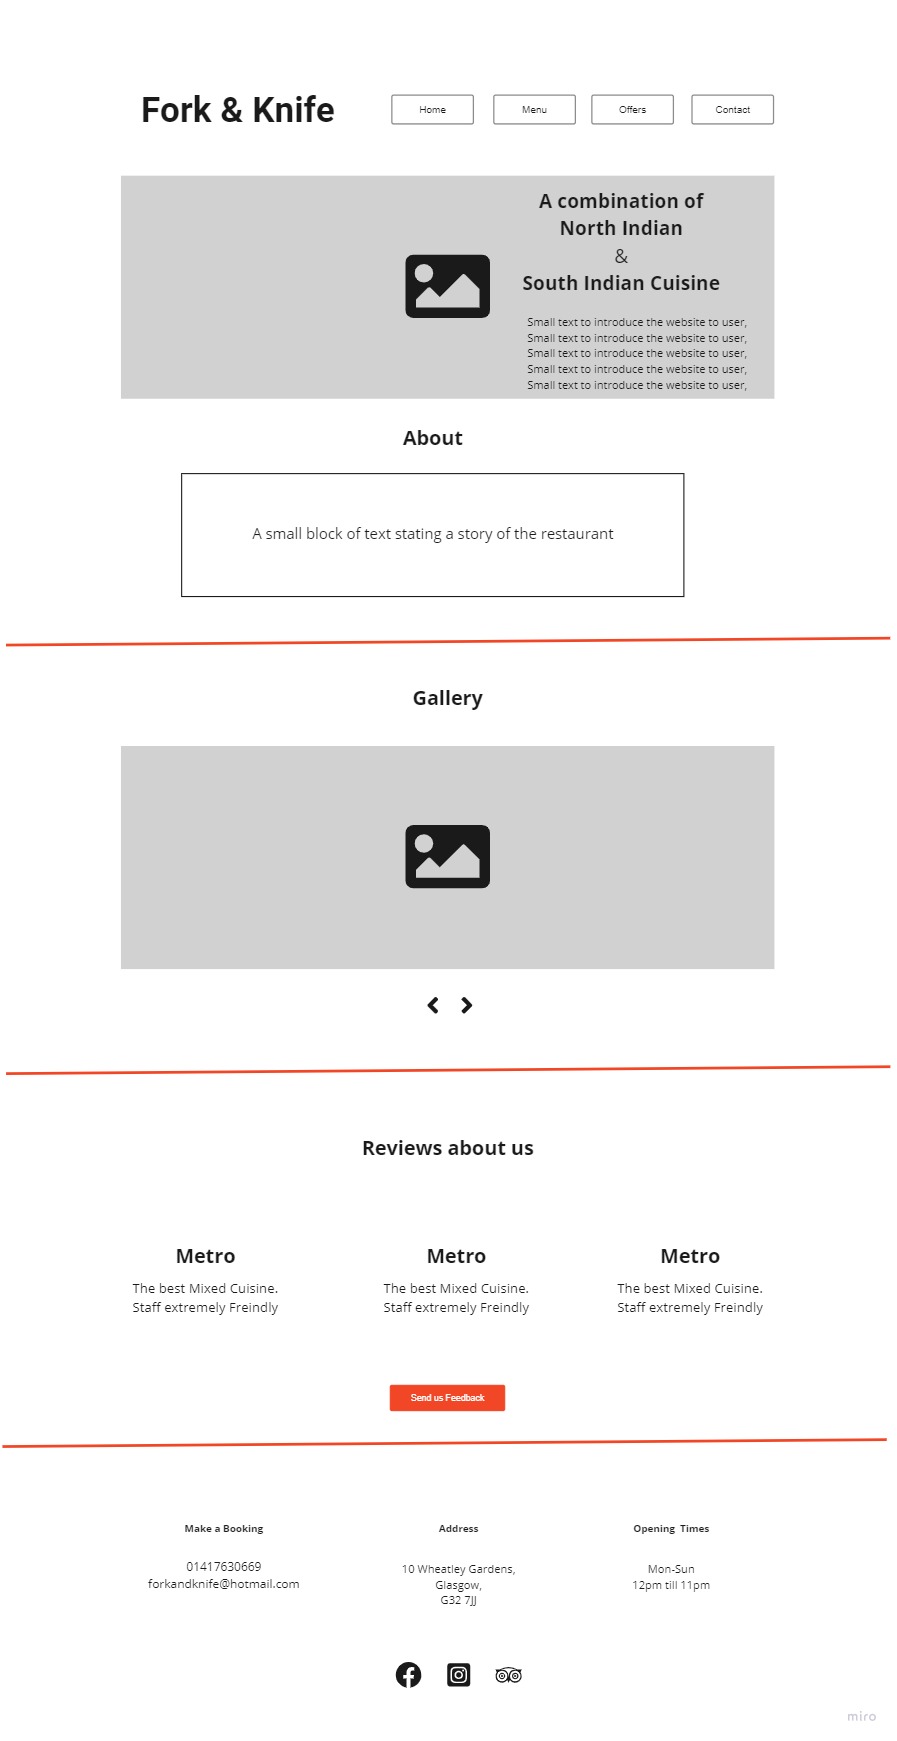 Fork & Knife
Home
Menu
Offers
Contact
A combination of
North Indian
&
South Indian Cuisine
Small text to introduce the website to user,
Small text to introduce the website to user,
Small text to introduce the website to user,
Small text to introduce the website to user,
Small text to introduce the website to user,
About
A small block of text stating a story of the restaurant
Gallery
Reviews about us
Metro
The best Mixed Cuisine.
Staff extremely Freindly
Metro
The best Mixed Cuisine.
Staff extremely Freindly
Metro
The best Mixed Cuisine.
Staff extremely Freindly
Send us Feedback
Make a Booking
01417630669
forkandknife@hotmail.com
Address
10 Wheatley Gardens,
Glasgow,
G32 7JJ
Opening Times
Mon-Sun
12pm till 11pm
miro